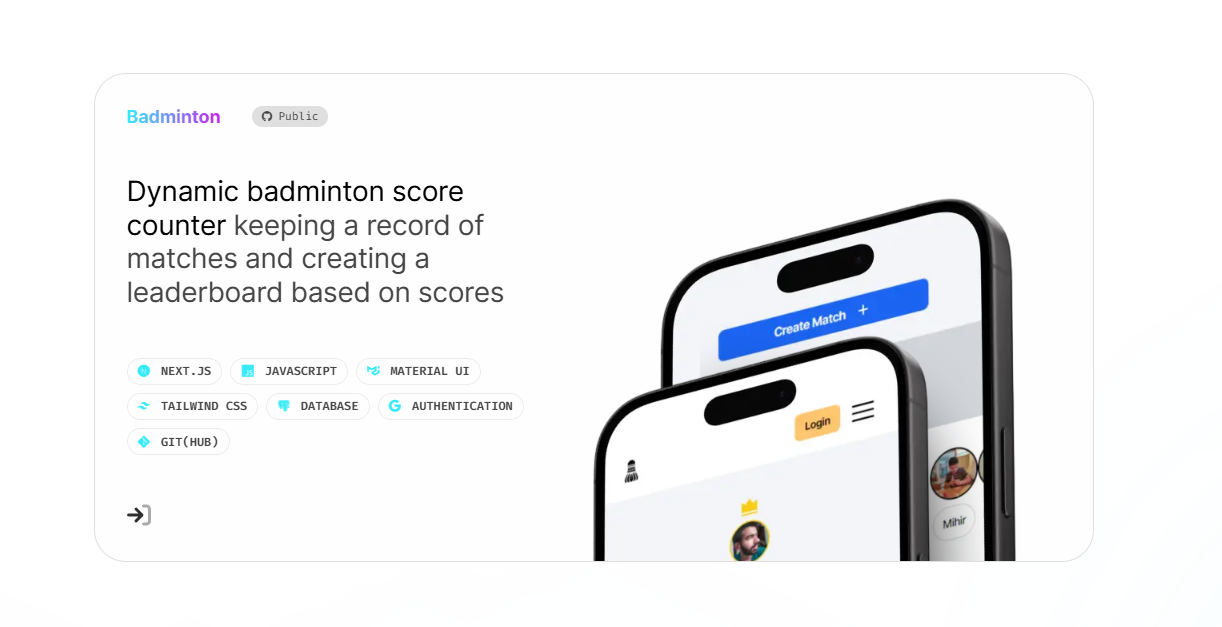 Badminton
Public
Dynamic badminton score
counter keeping a record of
matches and creating a
leaderboard based on scores
NEXT.JS
JAVASCRIPT
MATERIAL UI
TAILWIND CSS
DATABASE
AUTHENTICATION
GIT(HUB)
Create Match +
Login
Mihir